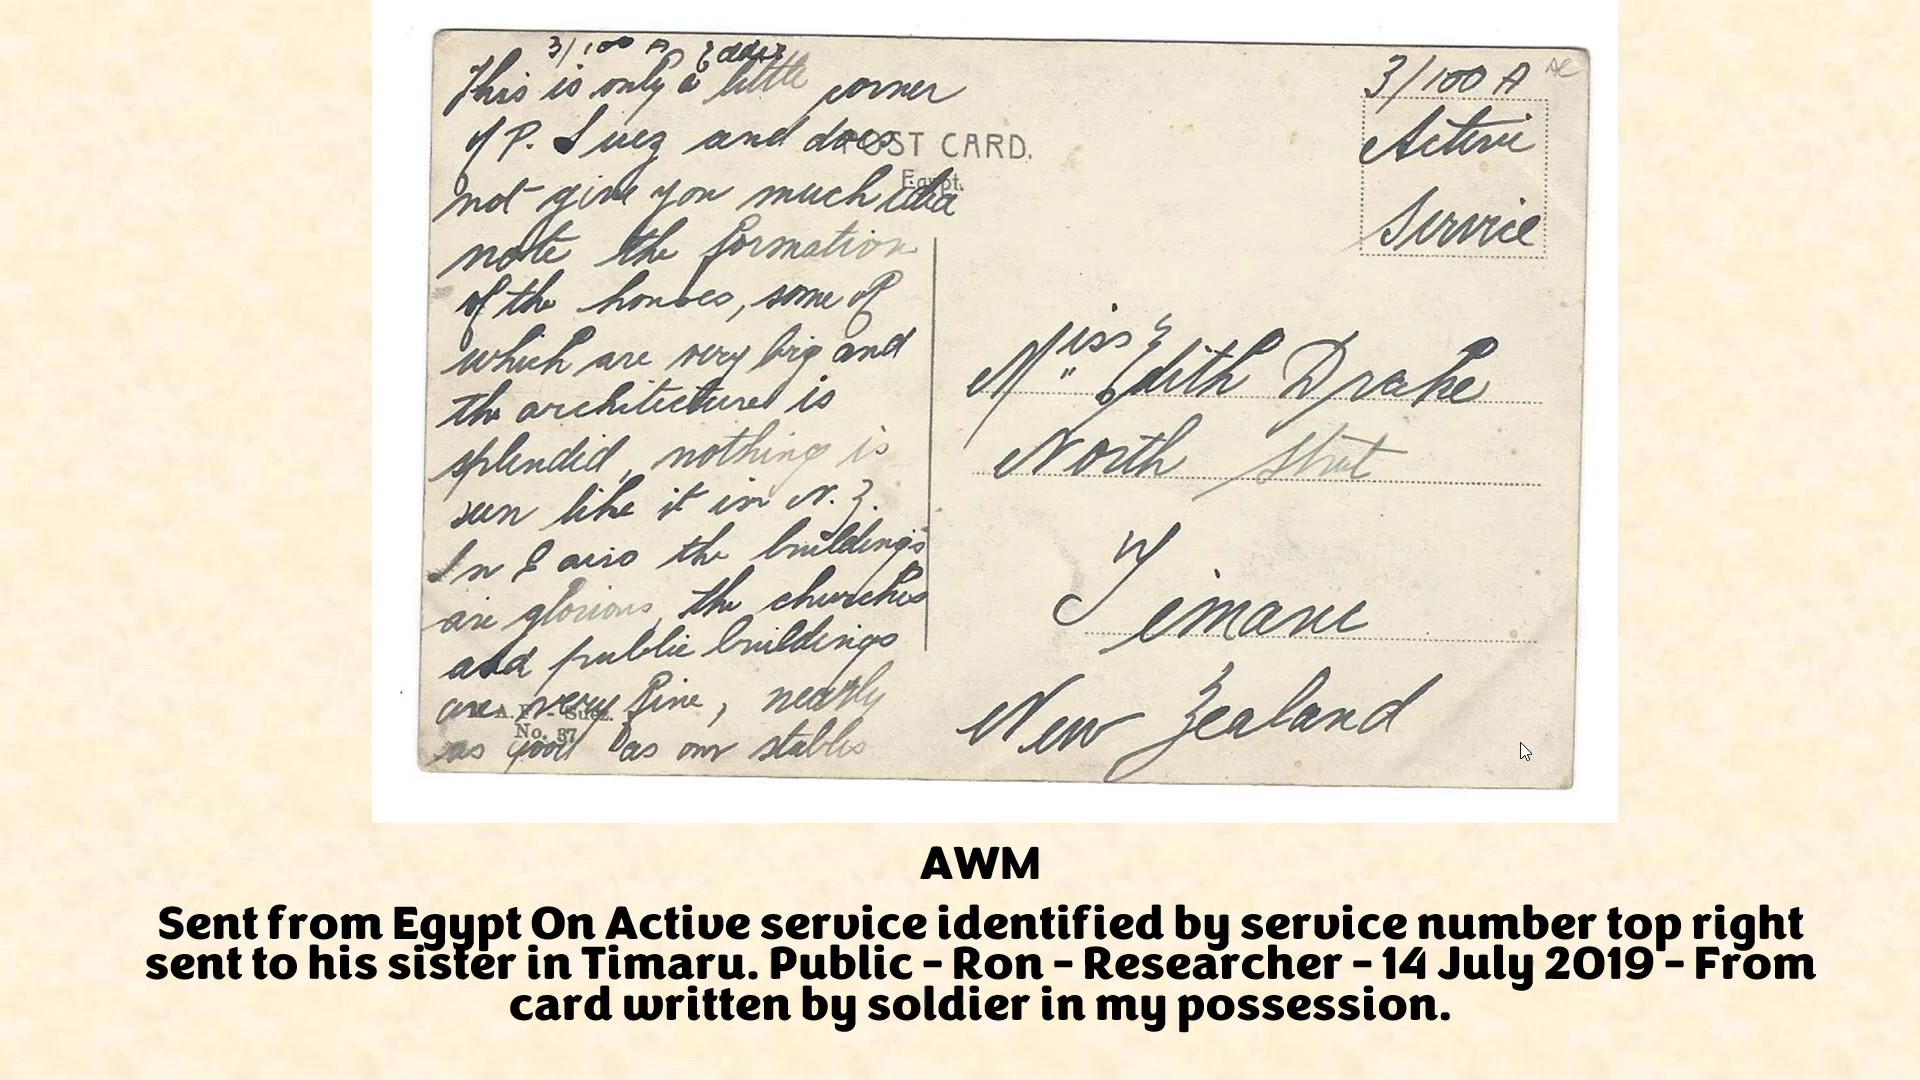 3/100 A Eddie
This is only a little corner
of P. Suez and does
not give you much idea
note the formation
of the houses, some of
which are very big and
the architecture is
splendid, nothing is
seen like it in N.Z.
In Cairo the buildings
are glorious, the churches
and public buildings
are very fine, nearly
as good as our stables
POST CARD.
Egypt.
No. 37
3/100 A
Active
Service
Miss Edith Drake
North Street
Timaru
New Zealand
AWM
Sent from Egypt On Active service identified by service number top right
sent to his sister in Timaru. Public - Ron - Researcher - 14 July 2019 - From
card written by soldier in my possession.